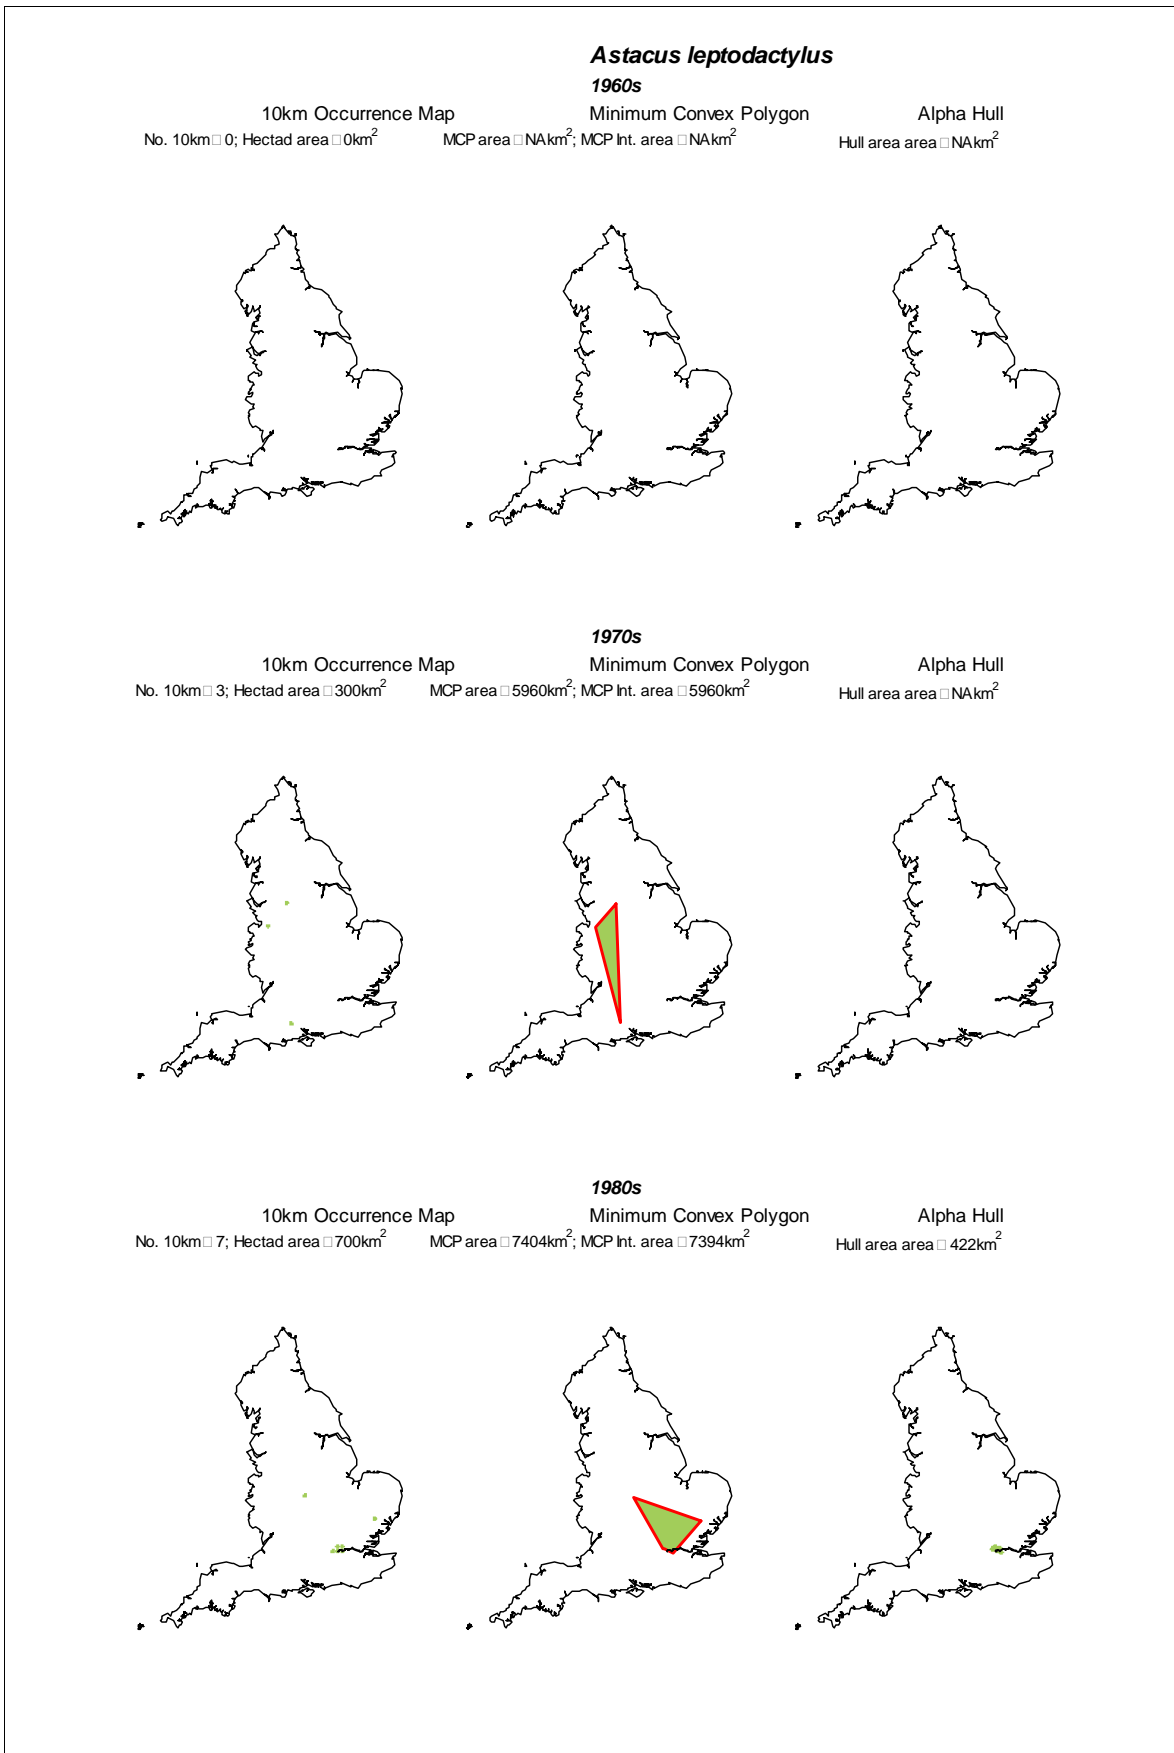 Astacus leptodactylus
1960s
10km Occurrence Map Minimum Convex Polygon Alpha Hull
No. 10km□0; Hectad area □0km² MCP area □NAkm²; MCP Int. area □NAkm² Hull area area □NAkm²
1970s
10km Occurrence Map Minimum Convex Polygon Alpha Hull
No. 10km□3; Hectad area □300km² MCP area □5960km²; MCP Int. area □5960km² Hull area area □NAkm²
1980s
10km Occurrence Map Minimum Convex Polygon Alpha Hull
No. 10km□7; Hectad area □700km² MCP area □7404km²; MCP Int. area □7394km² Hull area area □422km²